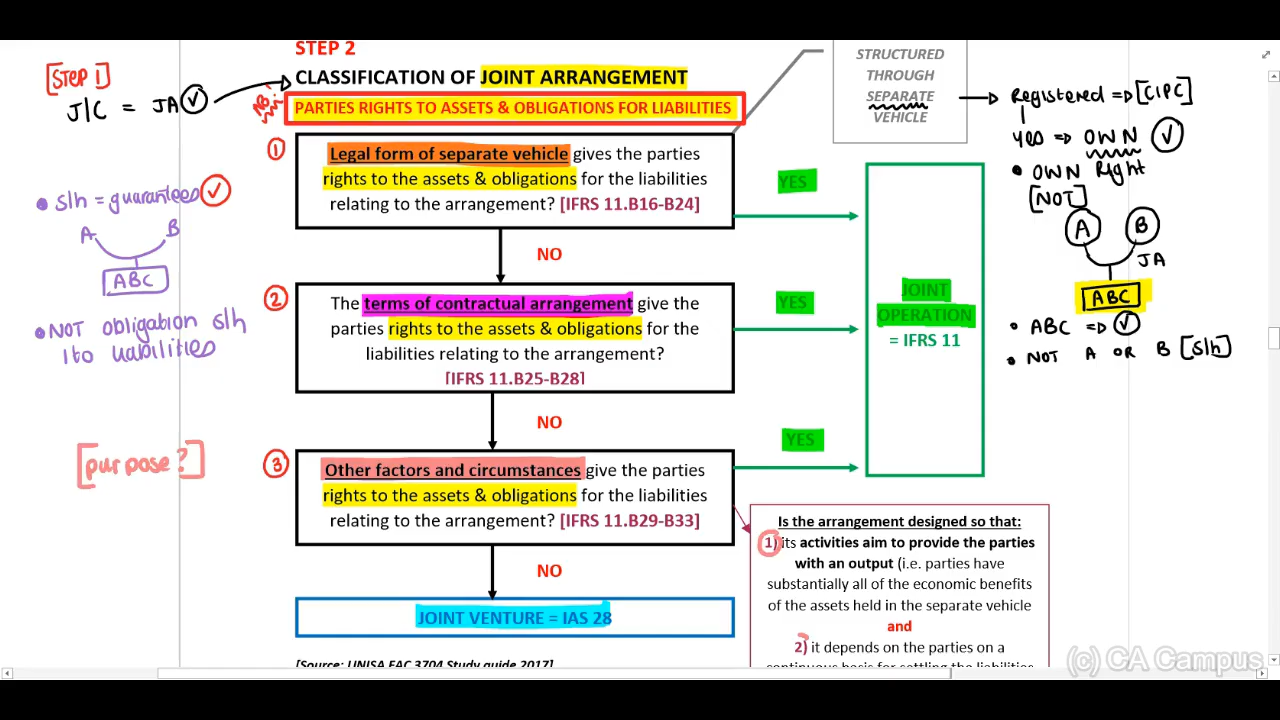 STEP 2
[STEP 1]
J/C = JA
CLASSIFICATION OF JOINT ARRANGEMENT
PARTIES RIGHTS TO ASSETS & OBLIGATIONS FOR LIABILITIES
STRUCTURED
THROUGH
SEPARATE
VEHICLE
Registered => [CIPC]
yes => OWN
• OWN Right
[NOT]
A B
JA
ABC
• ABC =>
• NOT A OR B [Slh]
1
Legal form of separate vehicle gives the parties
rights to the assets & obligations for the liabilities
relating to the arrangement? [IFRS 11.B16-B24]
YES
NO
• Slh = guarantees
A B
ABC
• NOT obligation slh
ito liabilities
2
The terms of contractual arrangement give the
parties rights to the assets & obligations for the
liabilities relating to the arrangement?
[IFRS 11.B25-B28]
YES
JOINT
OPERATION
= IFRS 11
NO
[purpose?]
3
Other factors and circumstances give the parties
rights to the assets & obligations for the liabilities
relating to the arrangement? [IFRS 11.B29-B33]
YES
NO
JOINT VENTURE = IAS 28
[Source: UNISA FAC 3704 Study guide 2017]
Is the arrangement designed so that:
1) its activities aim to provide the parties
with an output (i.e. parties have
substantially all of the economic benefits
of the assets held in the separate vehicle
and
2) it depends on the parties on a
continuous basis for settling the liabilities
(c) CA Campus